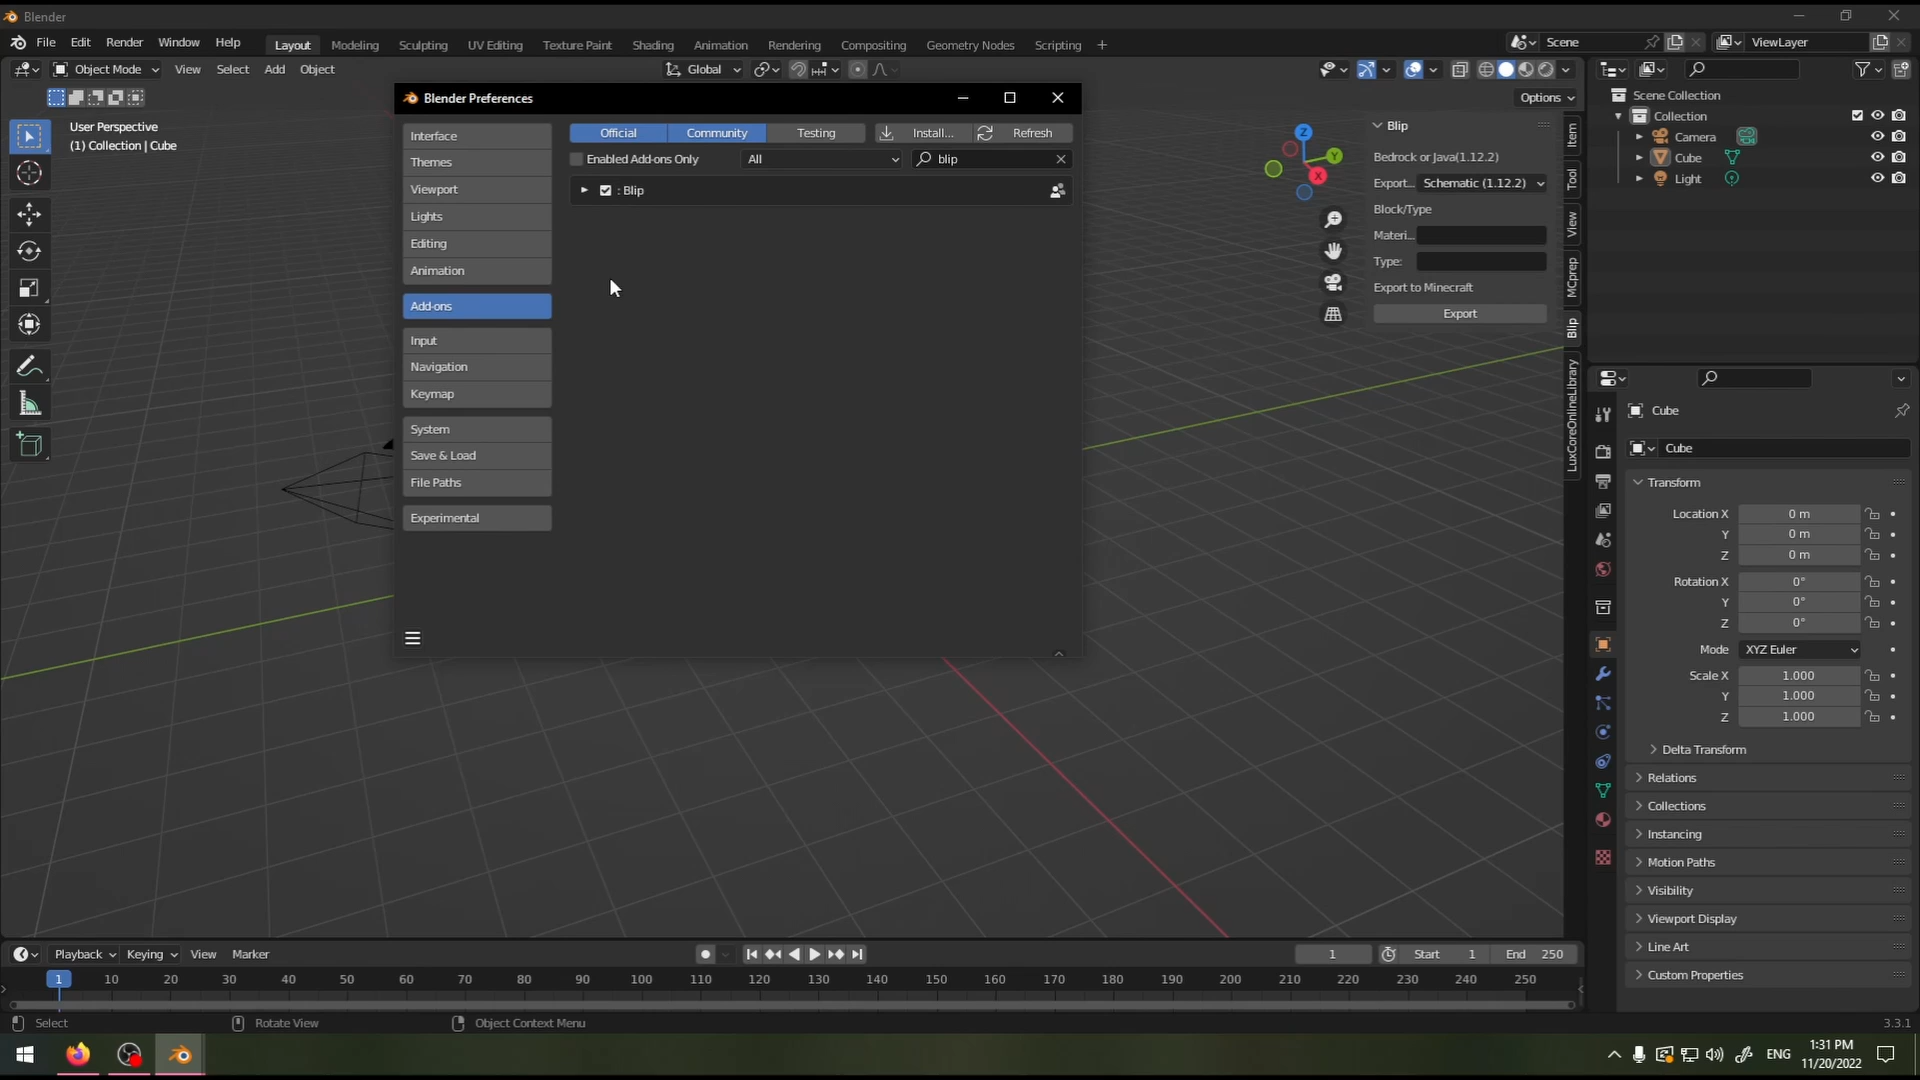 Blender
File Edit Render Window Help Layout Modeling Sculpting UV Editing Texture Paint Shading Animation Rendering Compositing Geometry Nodes Scripting + Scene ViewLayer
Object Mode View Select Add Object Global
Options
User Perspective
(1) Collection | Cube
Blender Preferences
Interface
Themes
Viewport
Lights
Editing
Animation
Add-ons
Input
Navigation
Keymap
System
Save & Load
File Paths
Experimental
Official Community Testing Install... Refresh
Enabled Add-ons Only All blip
: Blip
Z
Y
X
Blip
Bedrock or Java(1.12.2)
Export... Schematic (1.12.2)
Block/Type
Materi...
Type:
Export to Minecraft
Export
Item
Tool
View
MCprep
Blip
LuxCoreOnlineLibrary
Scene Collection
Collection
Camera
Cube
Light
Cube
Cube
Transform
Location X 0 m
Y 0 m
Z 0 m
Rotation X 0°
Y 0°
Z 0°
Mode XYZ Euler
Scale X 1.000
Y 1.000
Z 1.000
Delta Transform
Relations
Collections
Instancing
Motion Paths
Visibility
Viewport Display
Line Art
Custom Properties
Playback Keying View Marker 1 Start 1 End 250
1 10 20 30 40 50 60 70 80 90 100 110 120 130 140 150 160 170 180 190 200 210 220 230 240 250
Select Rotate View Object Context Menu 3.3.1
ENG 1:31 PM
11/20/2022